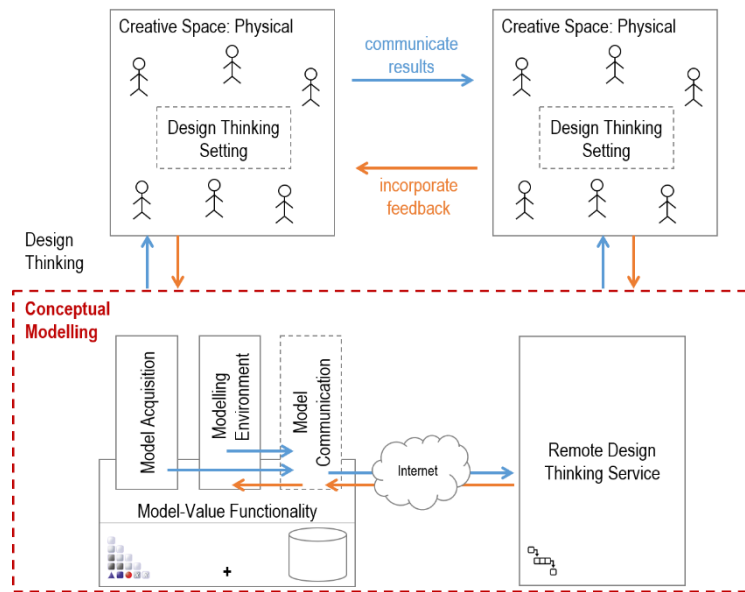 Creative Space: Physical
Design Thinking
Setting
communicate
results
incorporate
feedback
Creative Space: Physical
Design Thinking
Setting
Design
Thinking
Conceptual
Modelling
Model Acquisition
Modelling
Environment
Model
Communication
Internet
Remote Design
Thinking Service
Model-Value Functionality
+